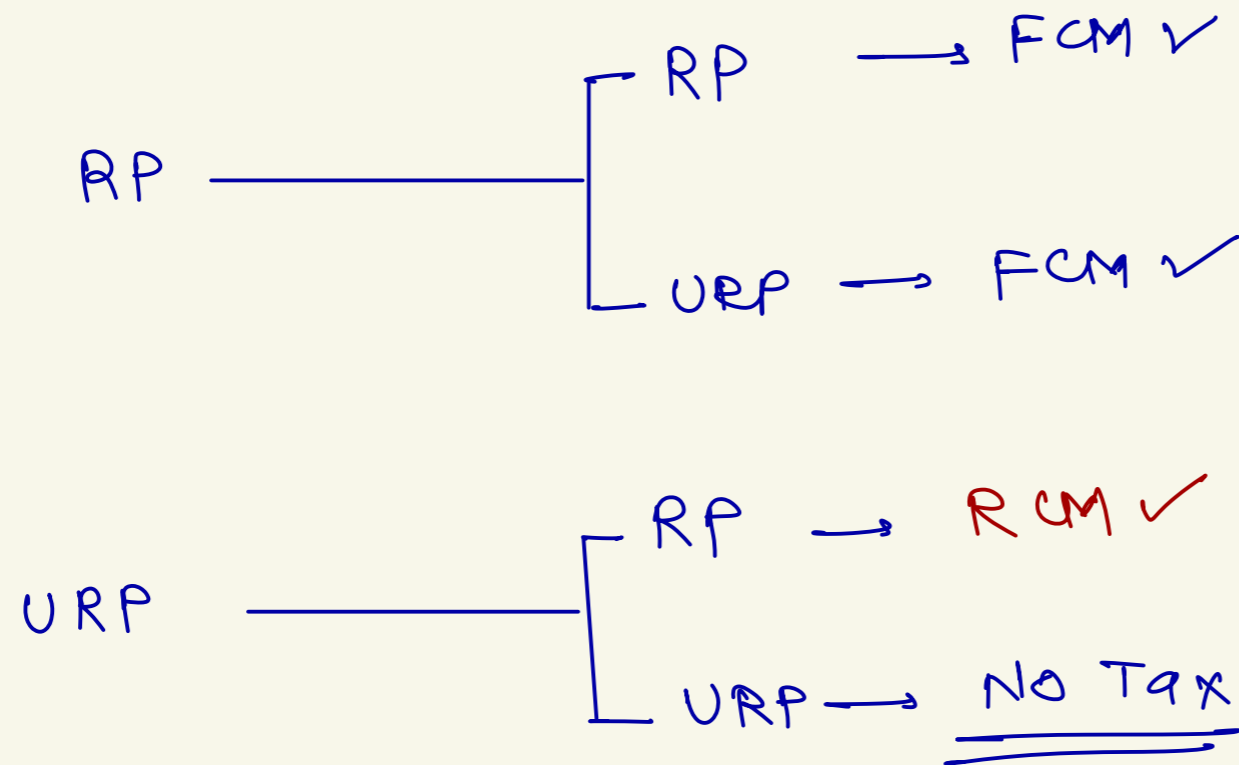 RP → FCM ✓
RP
URP → FCM ✓
RP → RCM ✓
URP
URP → No Tax